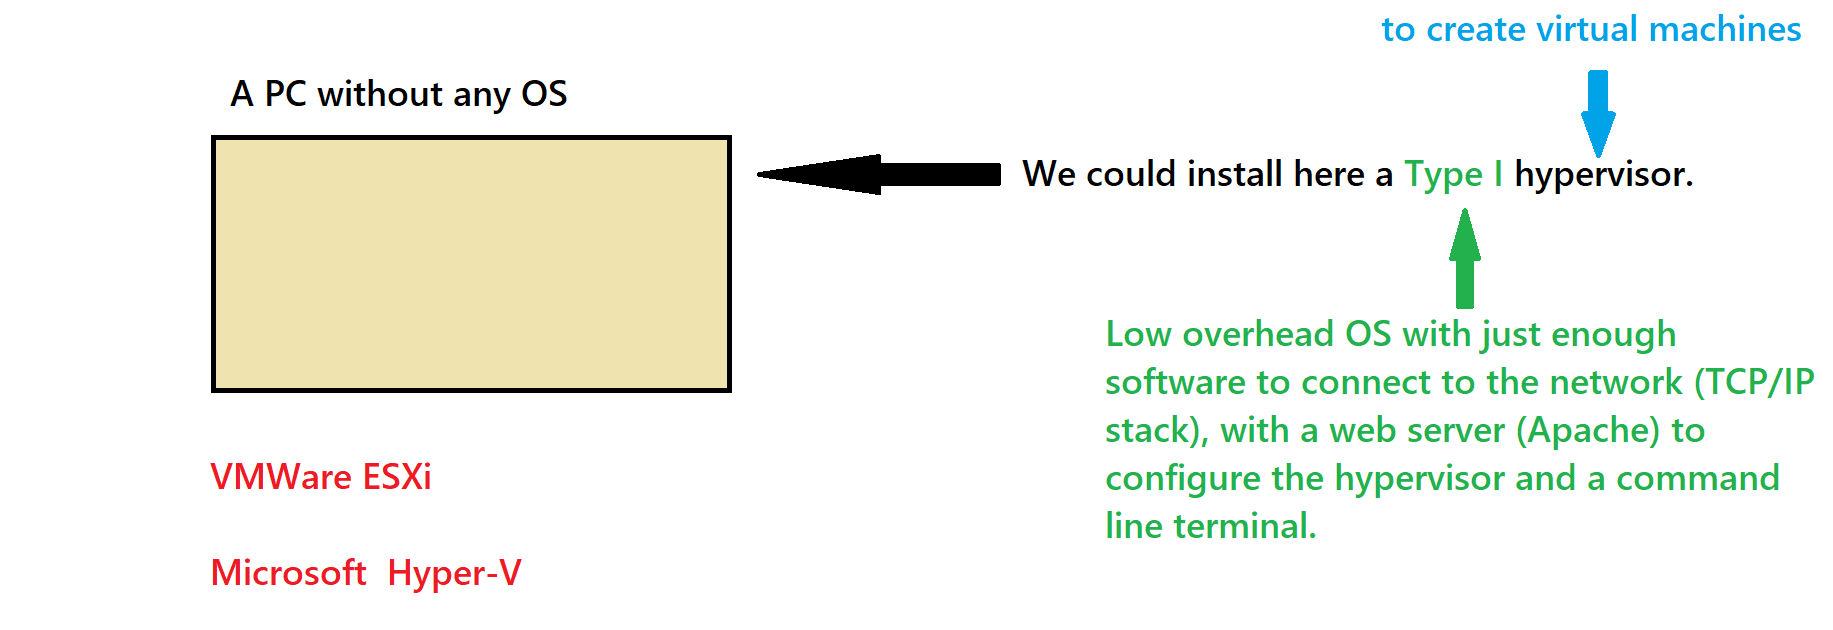 to create virtual machines
A PC without any OS
We could install here a Type I hypervisor.
Low overhead OS with just enough
software to connect to the network (TCP/IP
stack), with a web server (Apache) to
configure the hypervisor and a command
line terminal.
VMWare ESXi
Microsoft  Hyper-V